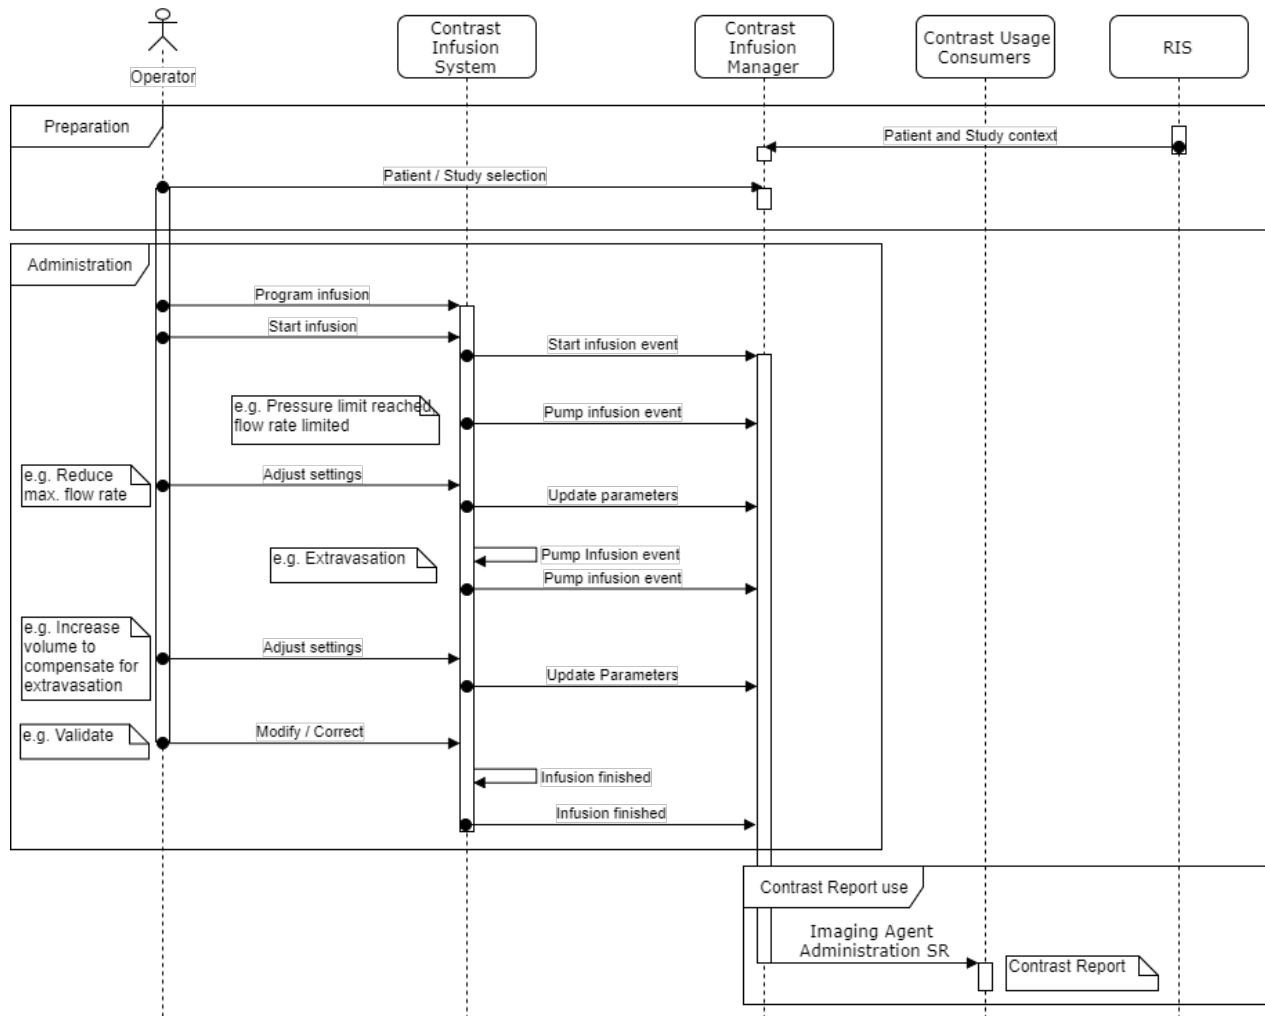 Operator
Contrast
Infusion
System
Contrast
Infusion
Manager
Contrast Usage
Consumers
RIS
Preparation
Patient and Study context
Patient / Study selection
Administration
Program infusion
Start infusion
Start infusion event
e.g. Pressure limit reached,
flow rate limited
Pump infusion event
e.g. Reduce
max. flow rate
Adjust settings
Update parameters
e.g. Extravasation
Pump Infusion event
Pump infusion event
e.g. Increase
volume to
compensate for
extravasation
Adjust settings
Update Parameters
e.g. Validate
Modify / Correct
Infusion finished
Infusion finished
Contrast Report use
Imaging Agent
Administration SR
Contrast Report